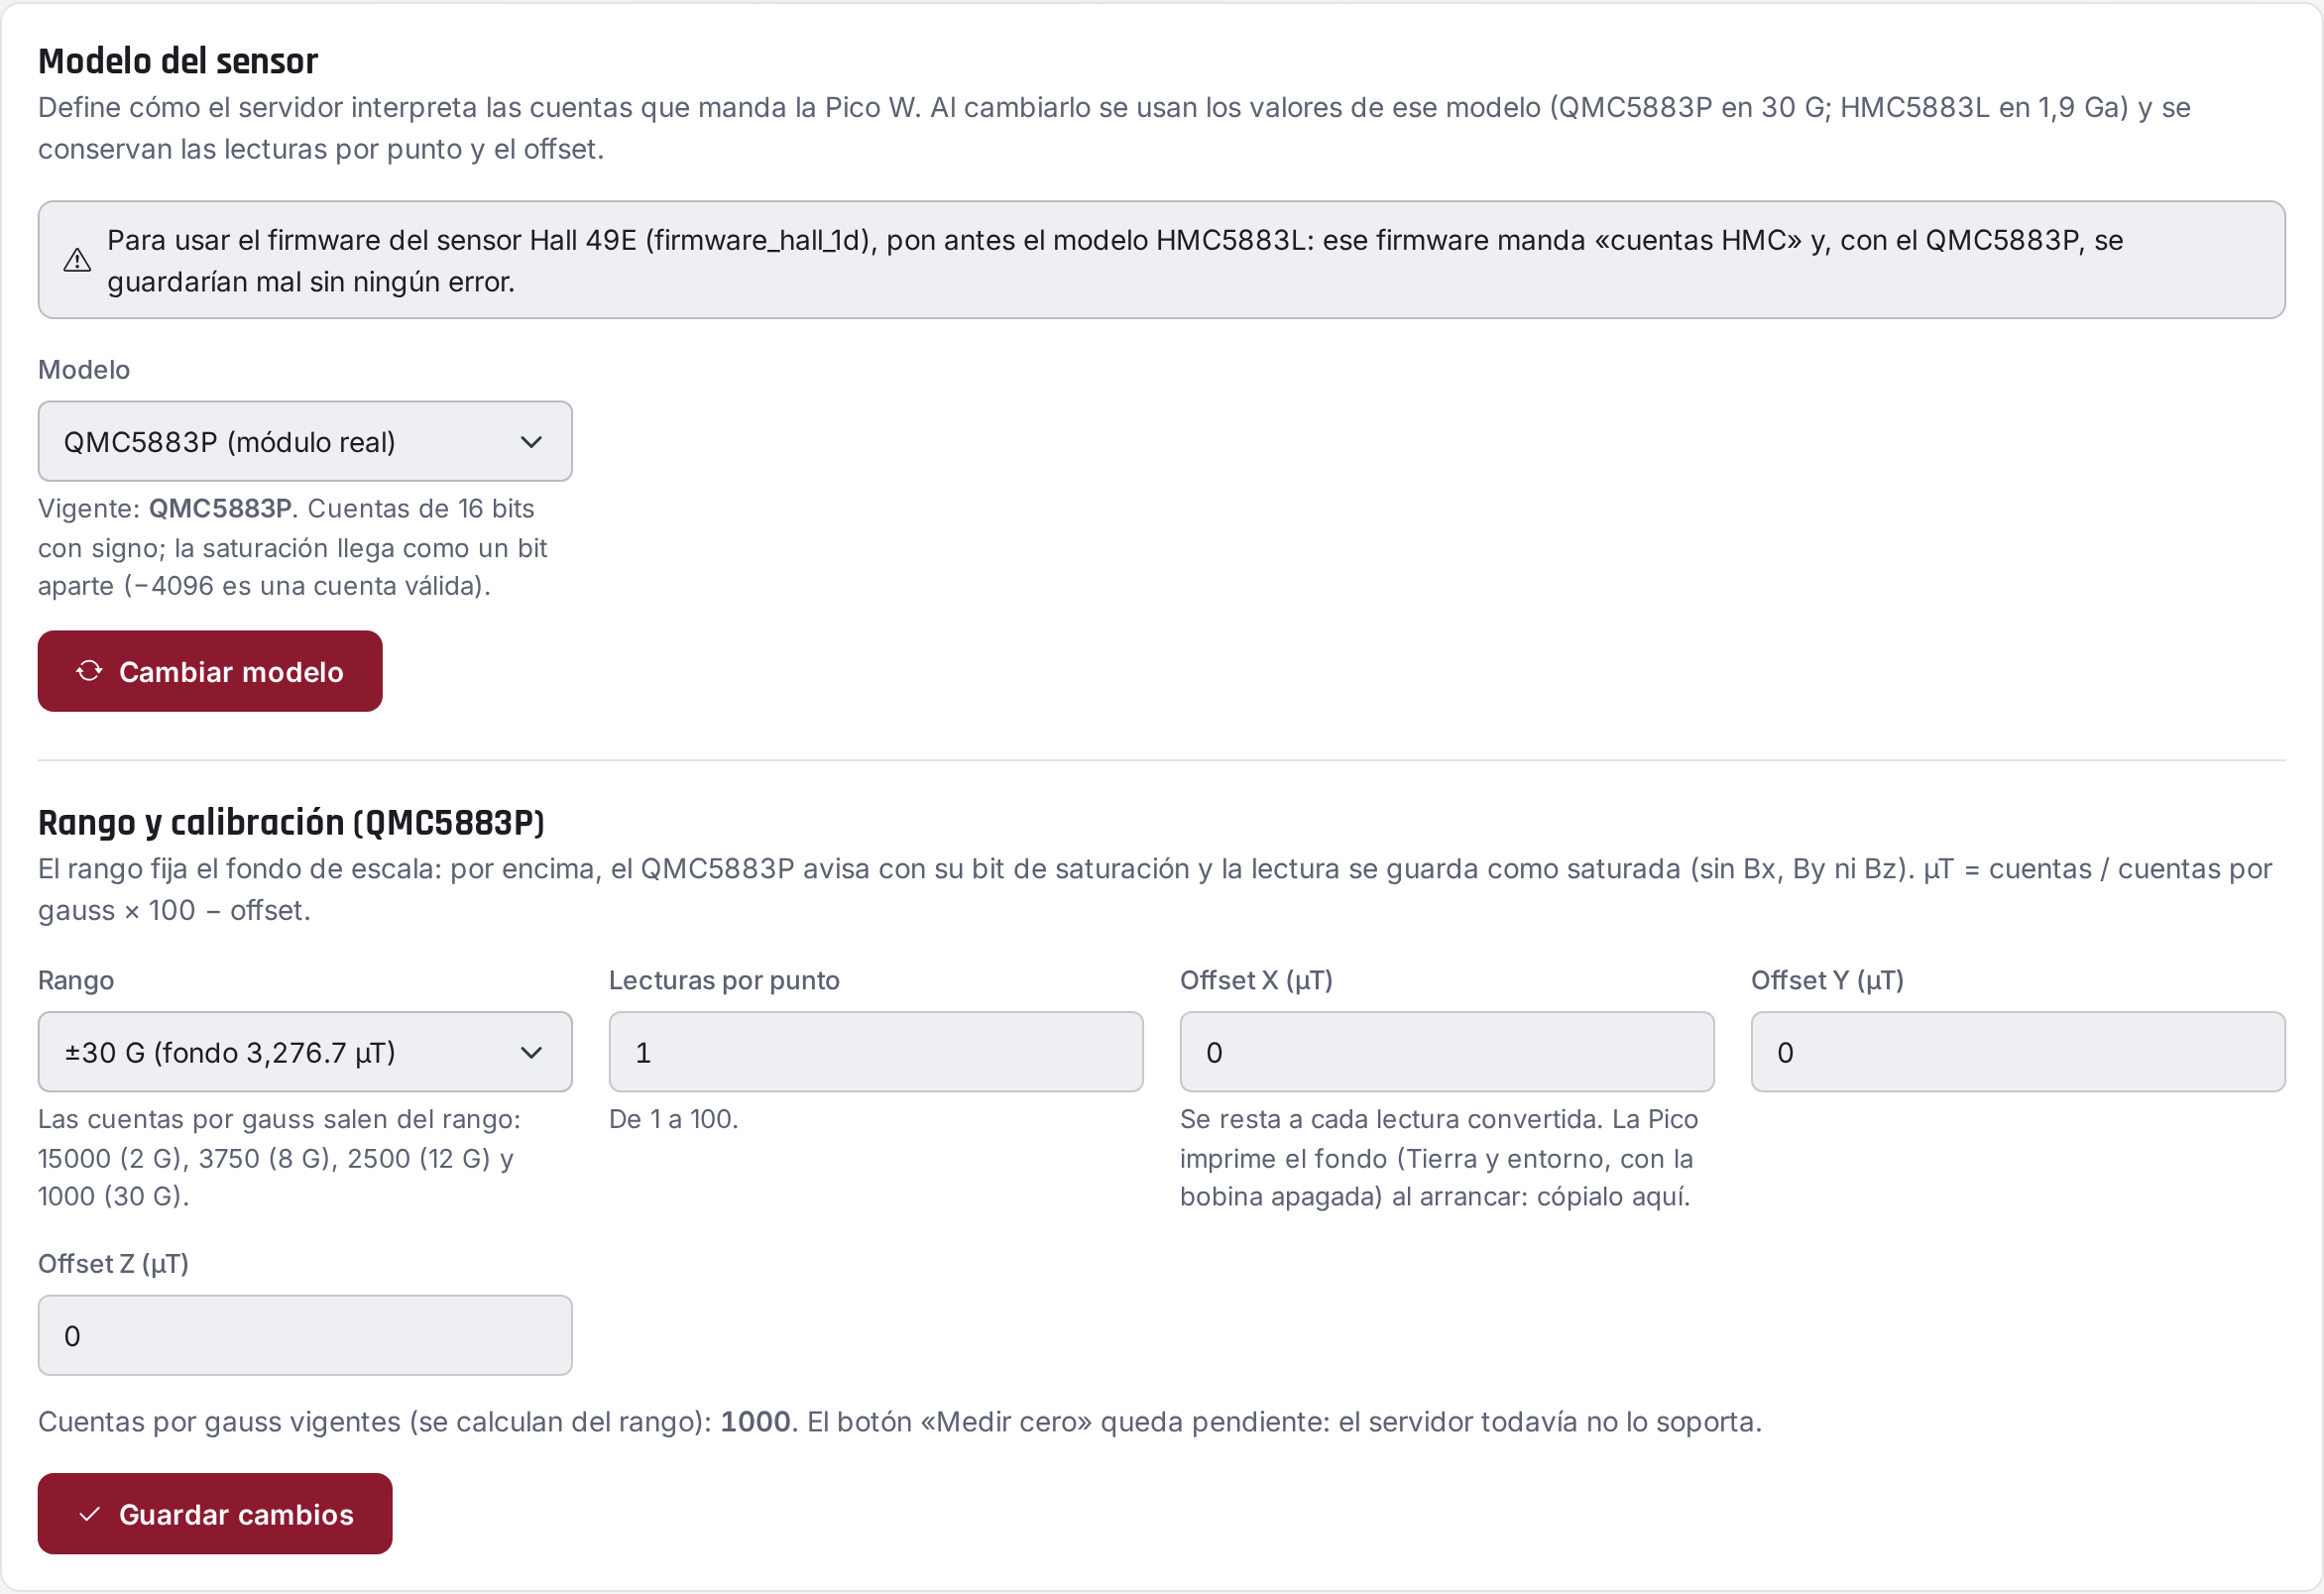 Modelo del sensor
Define cómo el servidor interpreta las cuentas que manda la Pico W. Al cambiarlo se usan los valores de ese modelo (QMC5883P en 30 G; HMC5883L en 1,9 Ga) y se
conservan las lecturas por punto y el offset.
Para usar el firmware del sensor Hall 49E (firmware_hall_1d), pon antes el modelo HMC5883L: ese firmware manda «cuentas HMC» y, con el QMC5883P, se
guardarían mal sin ningún error.
Modelo
QMC5883P (módulo real)
Vigente: QMC5883P. Cuentas de 16 bits
con signo; la saturación llega como un bit
aparte (−4096 es una cuenta válida).
Cambiar modelo
Rango y calibración (QMC5883P)
El rango fija el fondo de escala: por encima, el QMC5883P avisa con su bit de saturación y la lectura se guarda como saturada (sin Bx, By ni Bz). µT = cuentas / cuentas por
gauss × 100 − offset.
Rango
±30 G (fondo 3,276.7 µT)
Las cuentas por gauss salen del rango:
15000 (2 G), 3750 (8 G), 2500 (12 G) y
1000 (30 G).
Lecturas por punto
1
De 1 a 100.
Offset X (µT)
0
Se resta a cada lectura convertida. La Pico
imprime el fondo (Tierra y entorno, con la
bobina apagada) al arrancar: cópialo aquí.
Offset Y (µT)
0
Offset Z (µT)
0
Cuentas por gauss vigentes (se calculan del rango): 1000. El botón «Medir cero» queda pendiente: el servidor todavía no lo soporta.
Guardar cambios